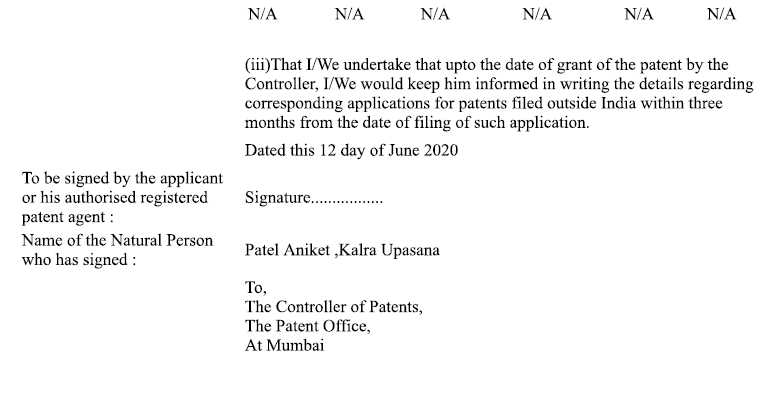 N/A N/A N/A N/A N/A N/A
(iii)That I/We undertake that upto the date of grant of the patent by the
Controller, I/We would keep him informed in writing the details regarding
corresponding applications for patents filed outside India within three
months from the date of filing of such application.
Dated this 12 day of June 2020
To be signed by the applicant
or his authorised registered
patent agent :
Signature.................
Name of the Natural Person
who has signed :
Patel Aniket ,Kalra Upasana
To,
The Controller of Patents,
The Patent Office,
At Mumbai